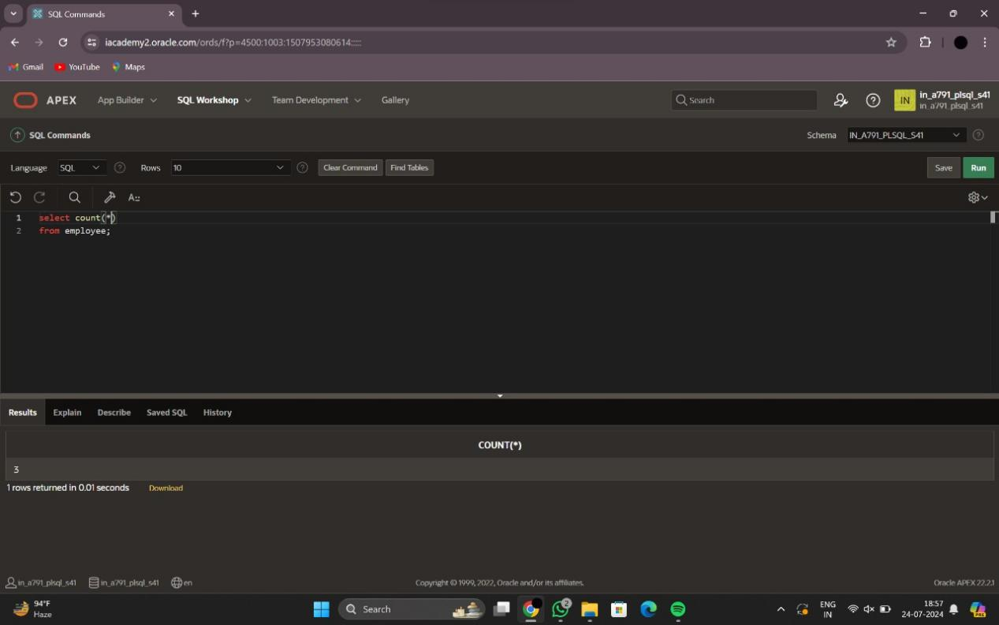 SQL Commands
iacademy2.oracle.com/ords/f?p=4500:1003:1507953080614:::::
Gmail YouTube Maps
APEX App Builder SQL Workshop Team Development Gallery Search IN in_a791_plsql_s41
in_a791_plsql_s41
SQL Commands Schema IN_A791_PLSQL_S41
Language SQL Rows 10 Clear Command Find Tables Save Run
A::
1 select count(*)
2 from employee;
Results Explain Describe Saved SQL History
COUNT(*)
3
1 rows returned in 0.01 seconds Download
in_a791_plsql_s41 in_a791_plsql_s41 en Copyright © 1999, 2022, Oracle and/or its affiliates. Oracle APEX 22.2.1
94°F
Haze
Search
2
ENG
IN
18:57
24-07-2024
PRE